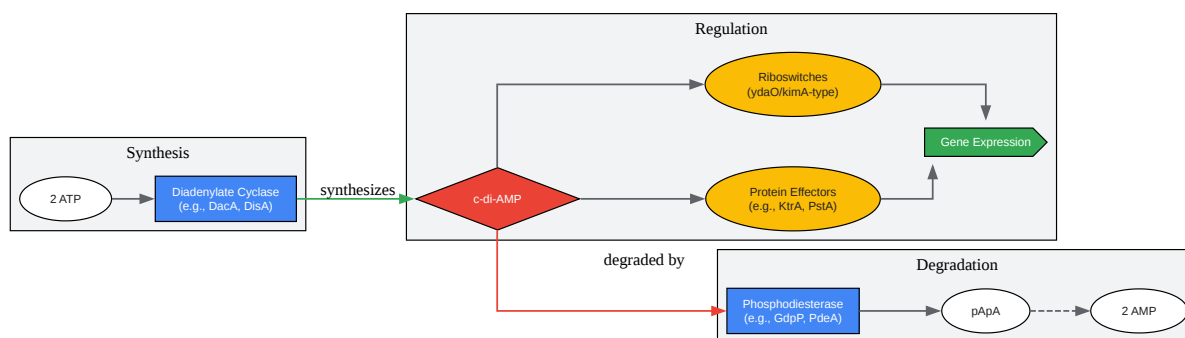 Regulation
Riboswitches
(ydaO/kimA-type)
Gene Expression
Synthesis
2 ATP
Diadenylate Cyclase
(e.g., DacA, DisA)
synthesizes
c-di-AMP
Protein Effectors
(e.g., KtrA, PstA)
degraded by
Degradation
Phosphodiesterase
(e.g., GdpP, PdeA)
pApA
2 AMP